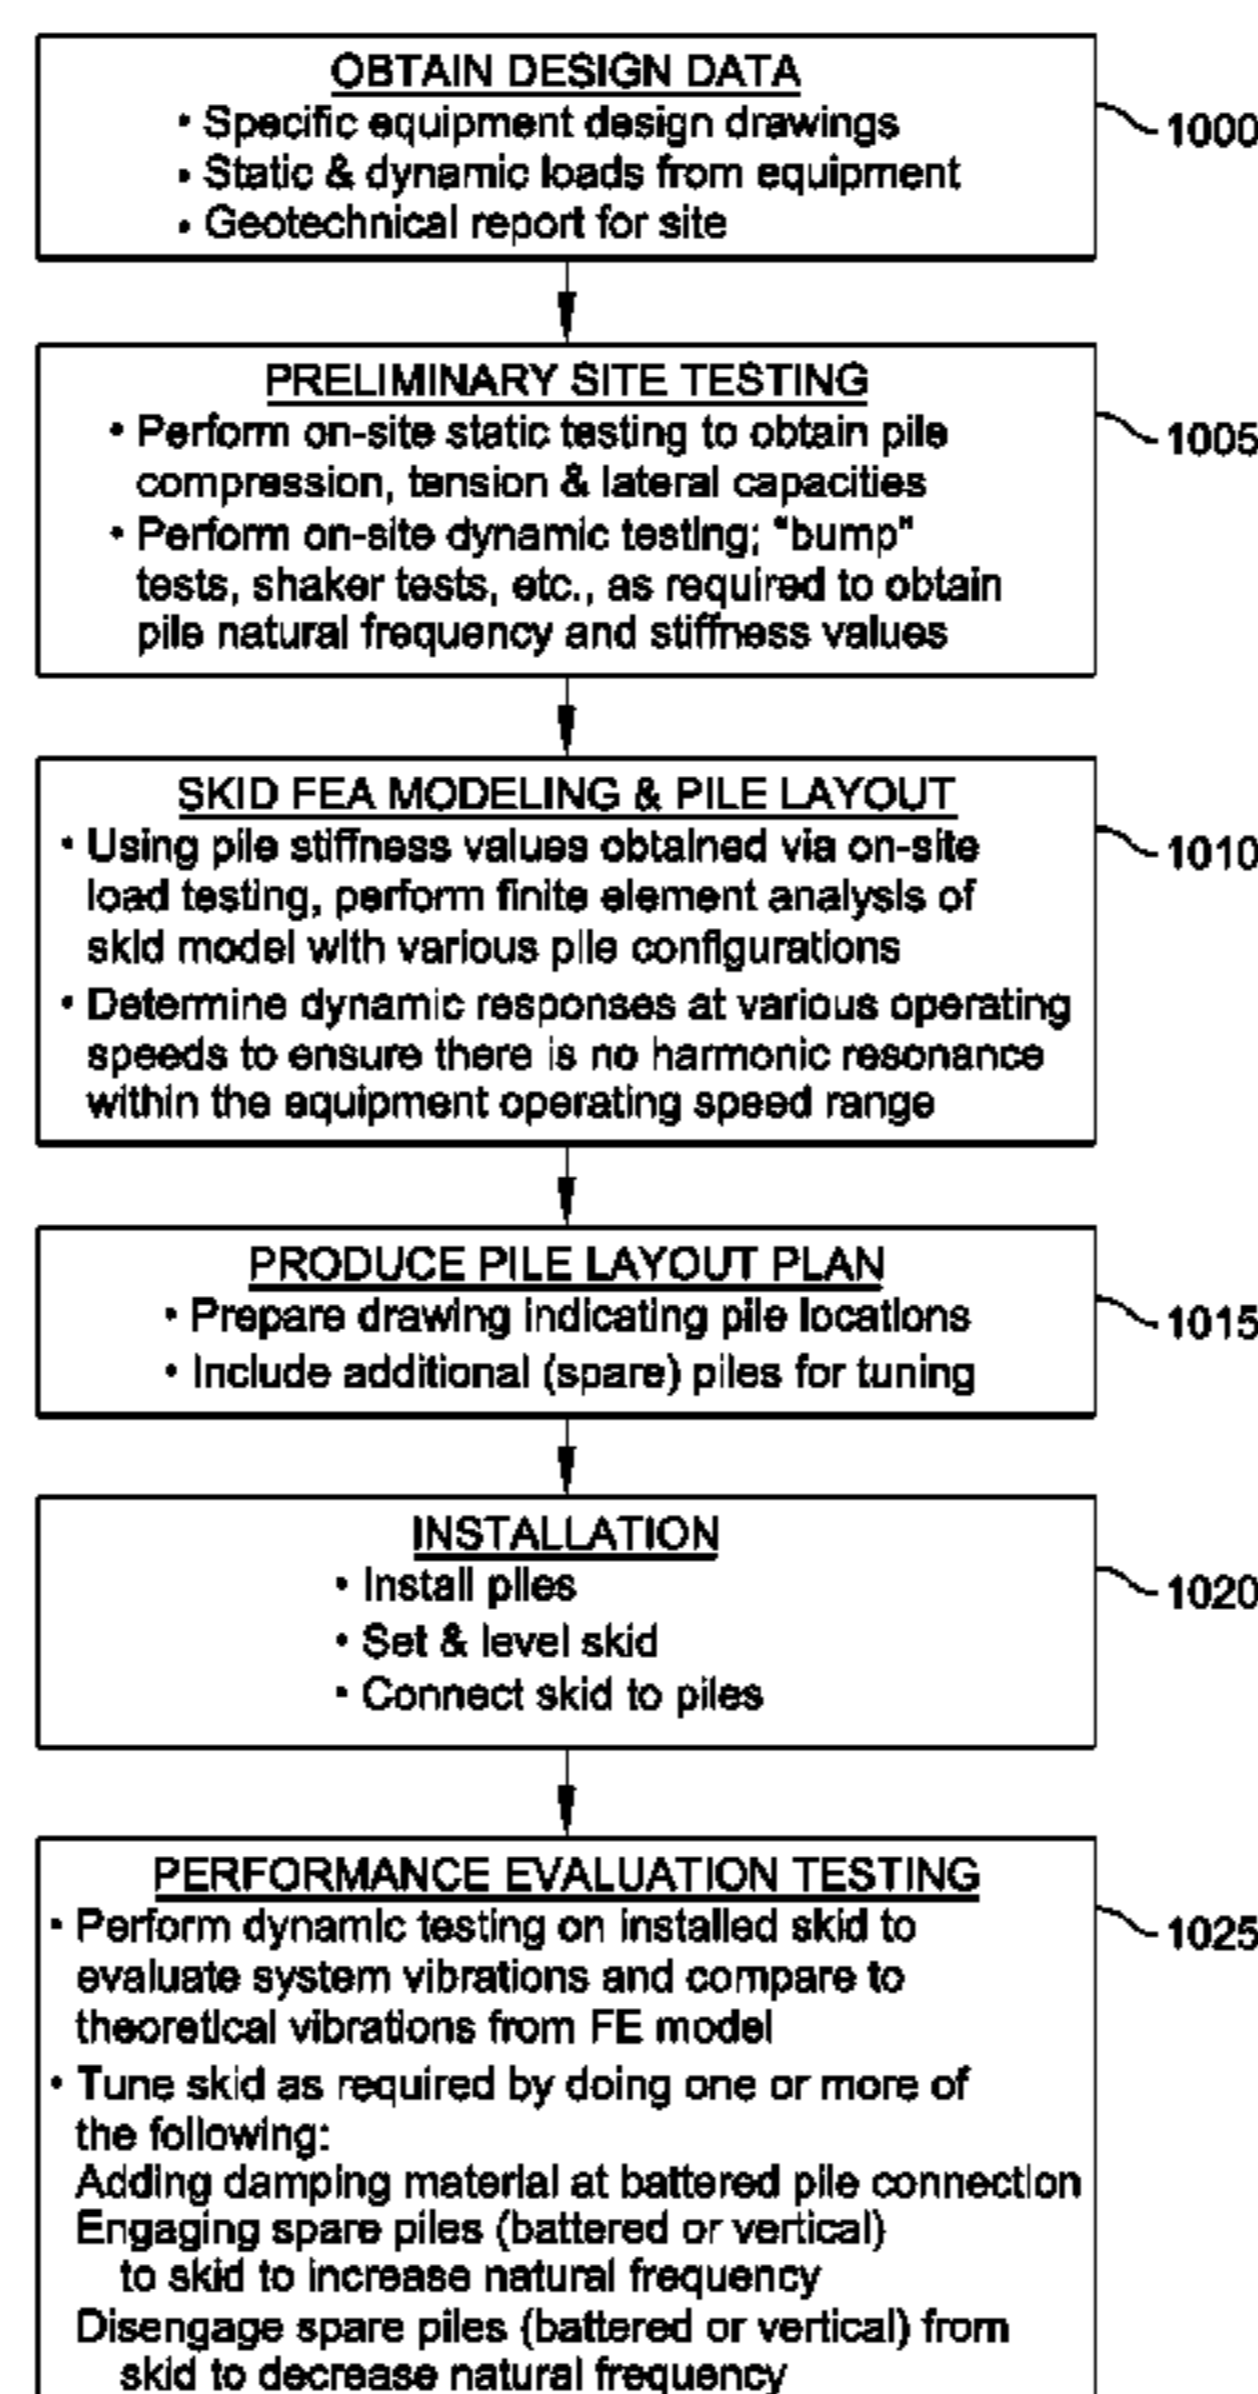 OBTAIN DESIGN DATA
• Specific equipment design drawings
• Static & dynamic loads from equipment
• Geotechnical report for site
1000
PRELIMINARY SITE TESTING
• Perform on-site static testing to obtain pile
compression, tension & lateral capacities
• Perform on-site dynamic testing; "bump"
tests, shaker tests, etc., as required to obtain
pile natural frequency and stiffness values
1005
SKID FEA MODELING & PILE LAYOUT
• Using pile stiffness values obtained via on-site
load testing, perform finite element analysis of
skid model with various pile configurations
• Determine dynamic responses at various operating
speeds to ensure there is no harmonic resonance
within the equipment operating speed range
1010
PRODUCE PILE LAYOUT PLAN
• Prepare drawing indicating pile locations
• Include additional (spare) piles for tuning
1015
INSTALLATION
• Install piles
• Set & level skid
• Connect skid to piles
1020
PERFORMANCE EVALUATION TESTING
• Perform dynamic testing on installed skid to
evaluate system vibrations and compare to
theoretical vibrations from FE model
• Tune skid as required by doing one or more of
the following:
Adding damping material at battered pile connection
Engaging spare piles (battered or vertical)
to skid to increase natural frequency
Disengage spare piles (battered or vertical) from
skid to decrease natural frequency
1025